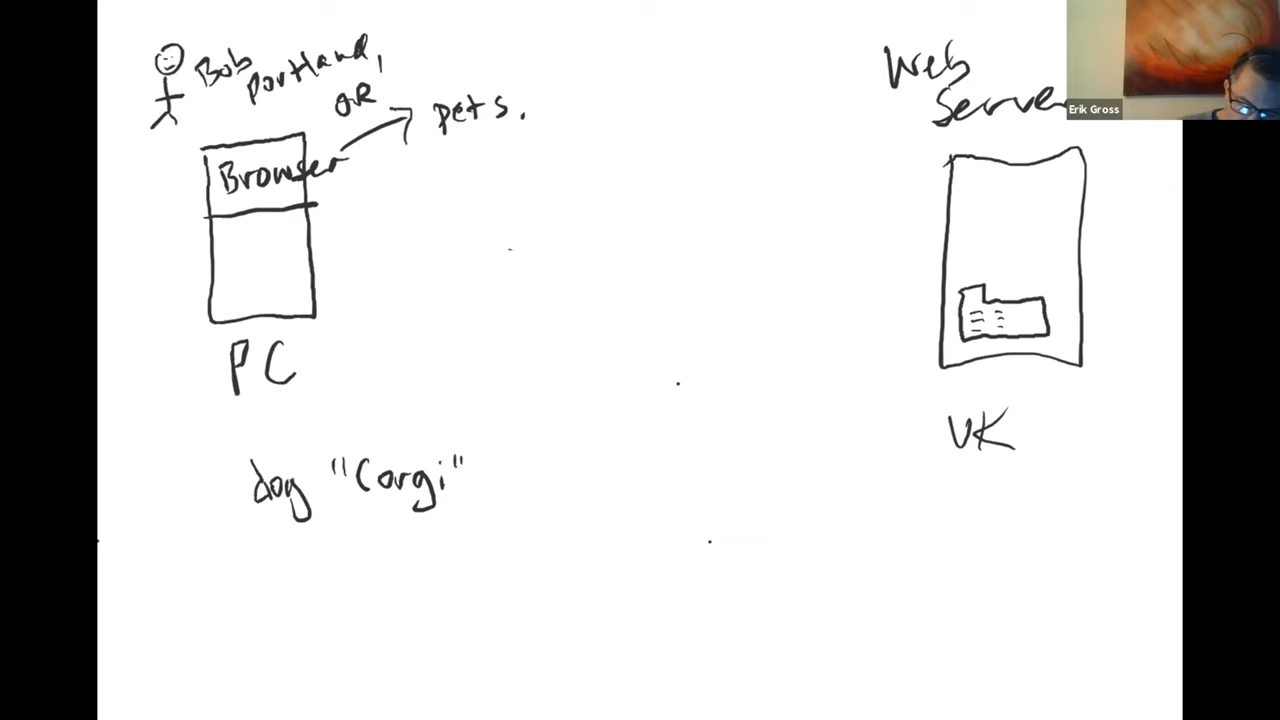 Bob
Portland,
OR
pets.
Browser
PC
dog "Corgi"
Web
Server
Erik Gross
UK